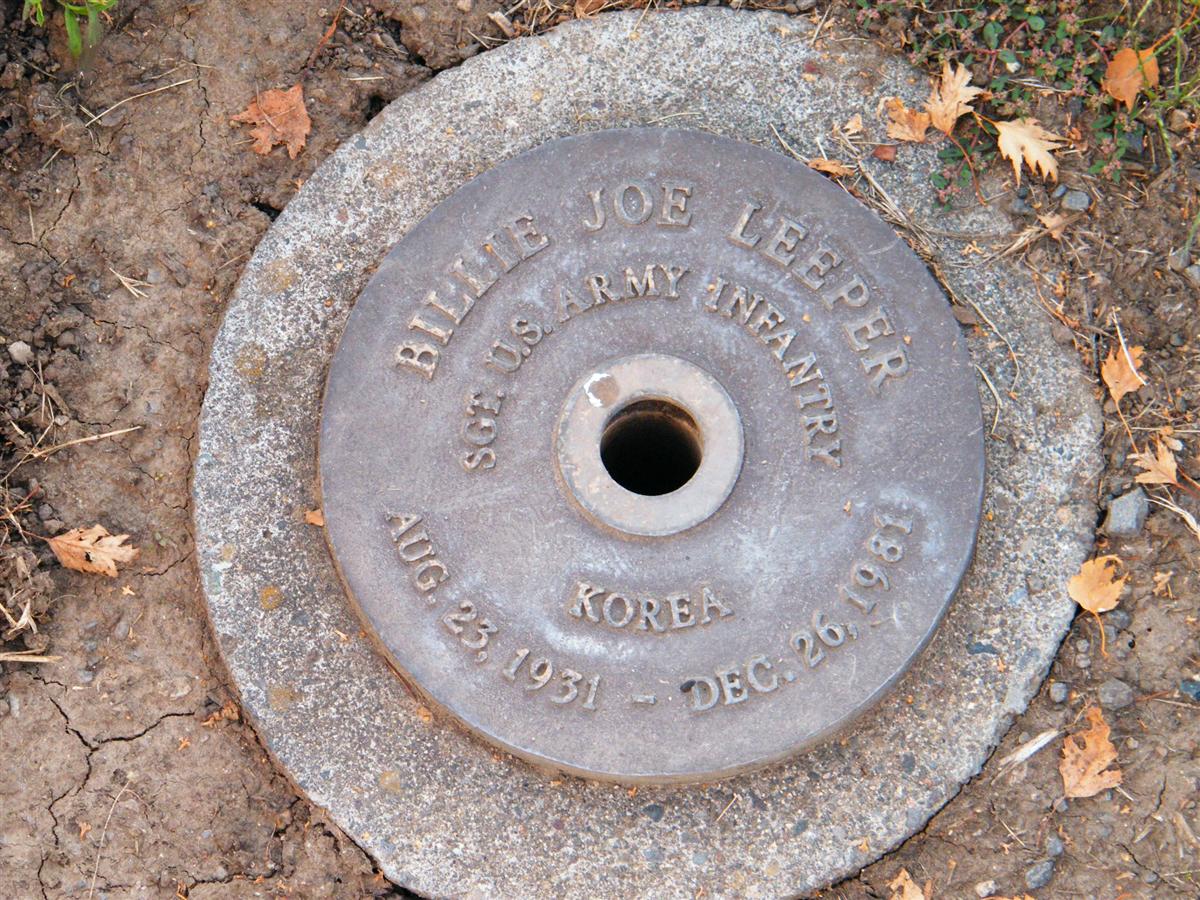 BILLIE JOE LEEPER
SGT. U.S. ARMY INFANTRY
KOREA
AUG. 23, 1931 – DEC. 26, 1981